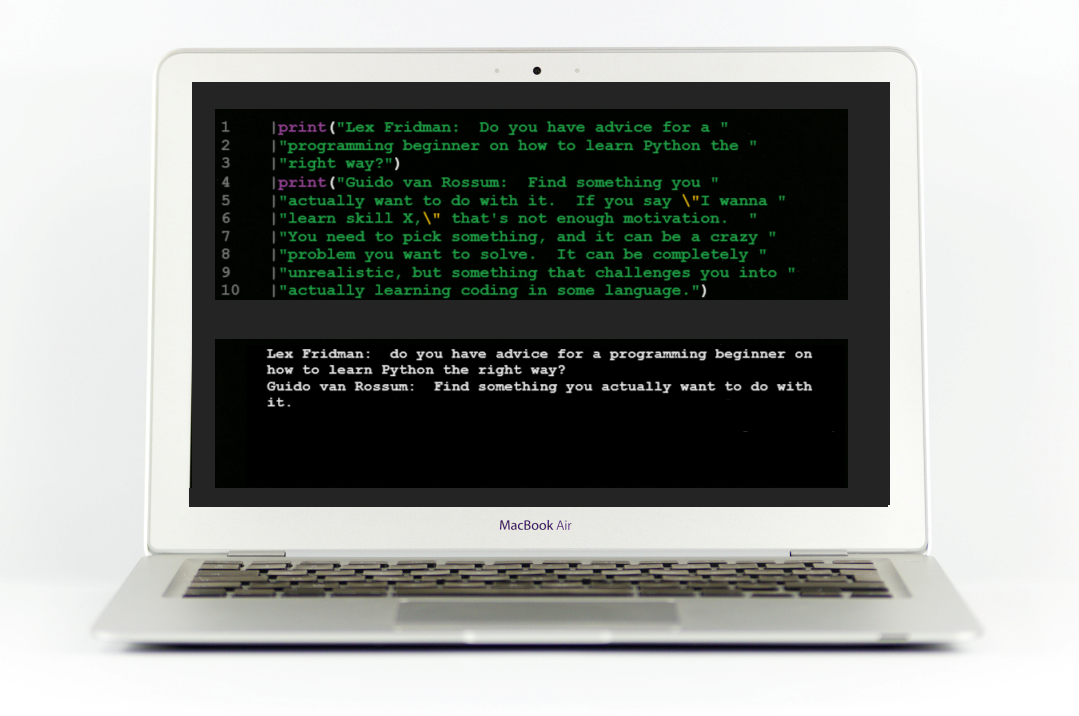 1 |print("Lex Fridman:  Do you have advice for a "
2 |"programming beginner on how to learn Python the "
3 |"right way?")
4 |print("Guido van Rossum:  Find something you "
5 |"actually want to do with it.  If you say \"I wanna "
6 |"learn skill X,\" that's not enough motivation.  "
7 |"You need to pick something, and it can be a crazy "
8 |"problem you want to solve.  It can be completely "
9 |"unrealistic, but something that challenges you into "
10 |"actually learning coding in some language.")
Lex Fridman:  do you have advice for a programming beginner on
how to learn Python the right way?
Guido van Rossum:  Find something you actually want to do with
it.
MacBook Air